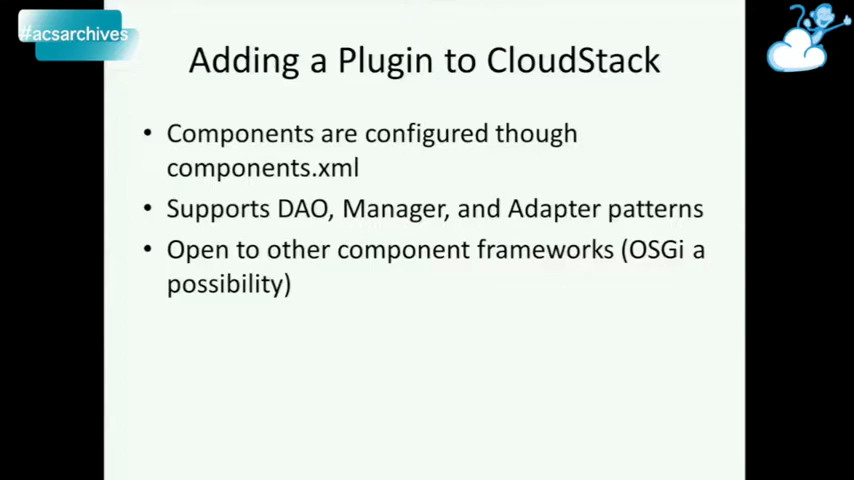 #acsarchives
Adding a Plugin to CloudStack
• Components are configured though
components.xml
• Supports DAO, Manager, and Adapter patterns
• Open to other component frameworks (OSGi a
possibility)